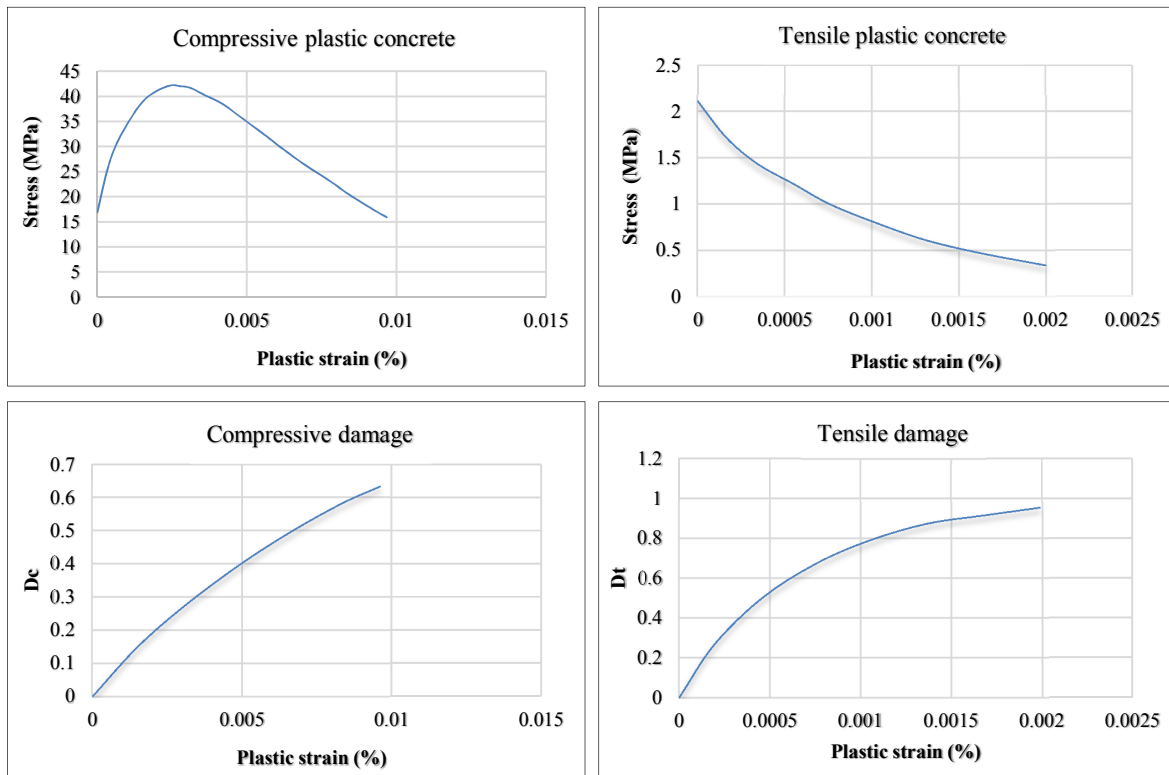 Compressive plastic concrete
Stress (MPa)
45
40
35
30
25
20
15
10
5
0
0 0.005 0.01 0.015
Plastic strain (%)
Tensile plastic concrete
Stress (MPa)
2.5
2
1.5
1
0.5
0
0 0.0005 0.001 0.0015 0.002 0.0025
Plastic strain (%)
Compressive damage
Dc
0.7
0.6
0.5
0.4
0.3
0.2
0.1
0
0 0.005 0.01 0.015
Plastic strain (%)
Tensile damage
Dt
1.2
1
0.8
0.6
0.4
0.2
0
0 0.0005 0.001 0.0015 0.002 0.0025
Plastic strain (%)